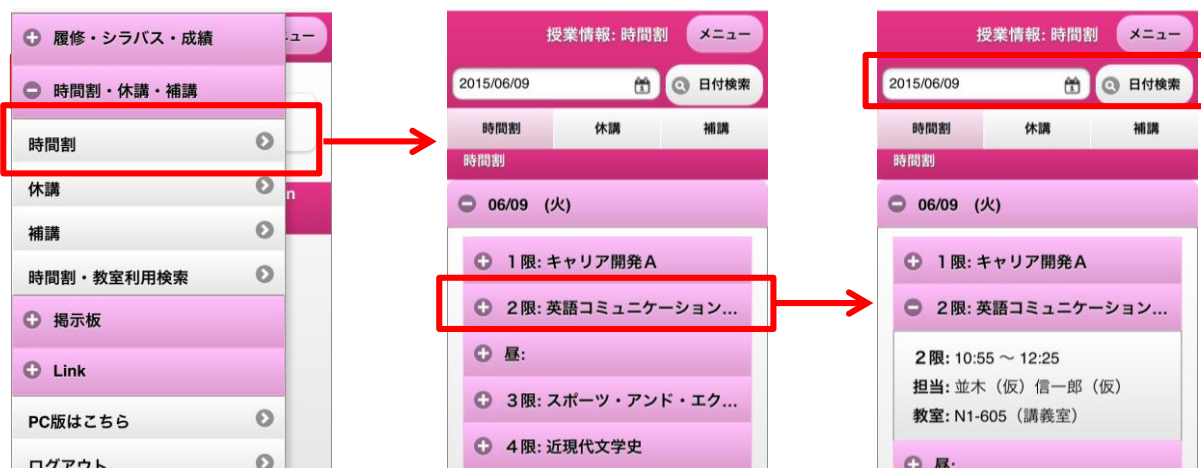 履修・シラバス・成績
ュー
時間割・休講・補講
時間割
休講
n
補講
時間割・教室利用検索
掲示板
Link
PC版はこちら
ログアウト
授業情報: 時間割
メニュー
2015/06/09
日付検索
時間割
休講
補講
時間割
06/09 (火)
1限: キャリア開発A
2限: 英語コミュニケーション...
昼:
3限: スポーツ・アンド・エク...
4限: 近現代文学史
授業情報: 時間割
メニュー
2015/06/09
日付検索
時間割
休講
補講
時間割
06/09 (火)
1限: キャリア開発A
2限: 英語コミュニケーション...
2限: 10:55 ～ 12:25
担当: 並木（仮）信一郎（仮）
教室: N1-605（講義室）
昼: